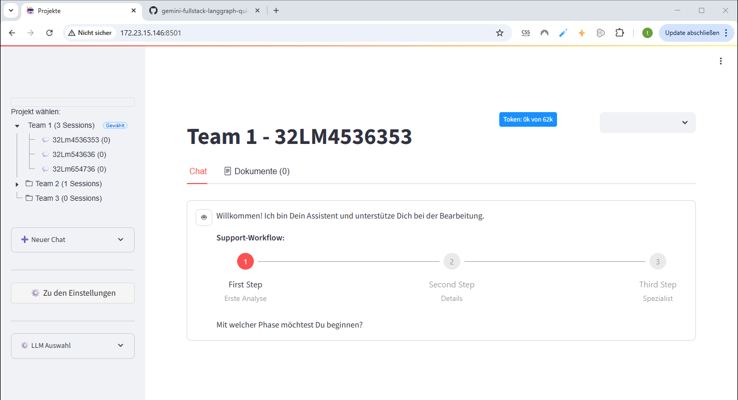 Projekte
gemini-fullstack-langgraph-qui
Nicht sicher
172.23.15.146:8501
Update abschließen
Projekt wählen:
Team 1 (3 Sessions) Gewählt
32Lm4536353 (0)
32Lm543636 (0)
32Lm654736 (0)
Team 2 (1 Sessions)
Team 3 (0 Sessions)
Neuer Chat
Zu den Einstellungen
LLM Auswahl
Token: 0k von 62k
Team 1 - 32LM4536353
Chat
Dokumente (0)
Willkommen! Ich bin Dein Assistent und unterstütze Dich bei der Bearbeitung.
Support-Workflow:
1
2
3
First Step
Second Step
Third Step
Erste Analyse
Details
Spezialist
Mit welcher Phase möchtest Du beginnen?